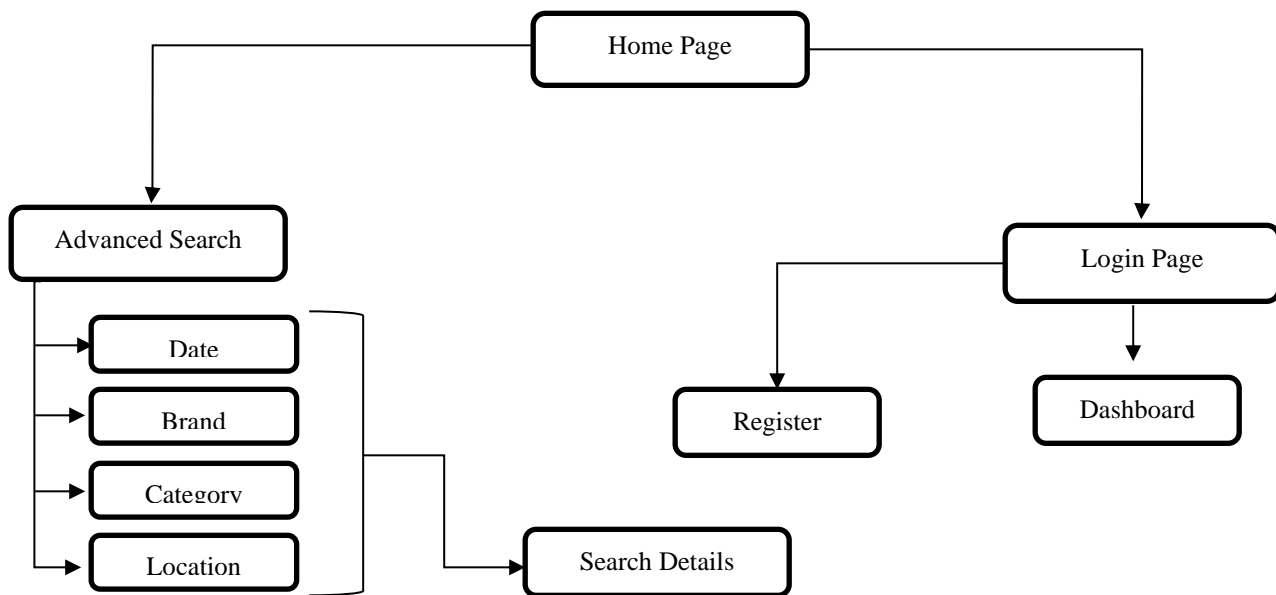 Home Page
Advanced Search
Login Page
Date
Brand
Category
Location
Register
Dashboard
Search Details